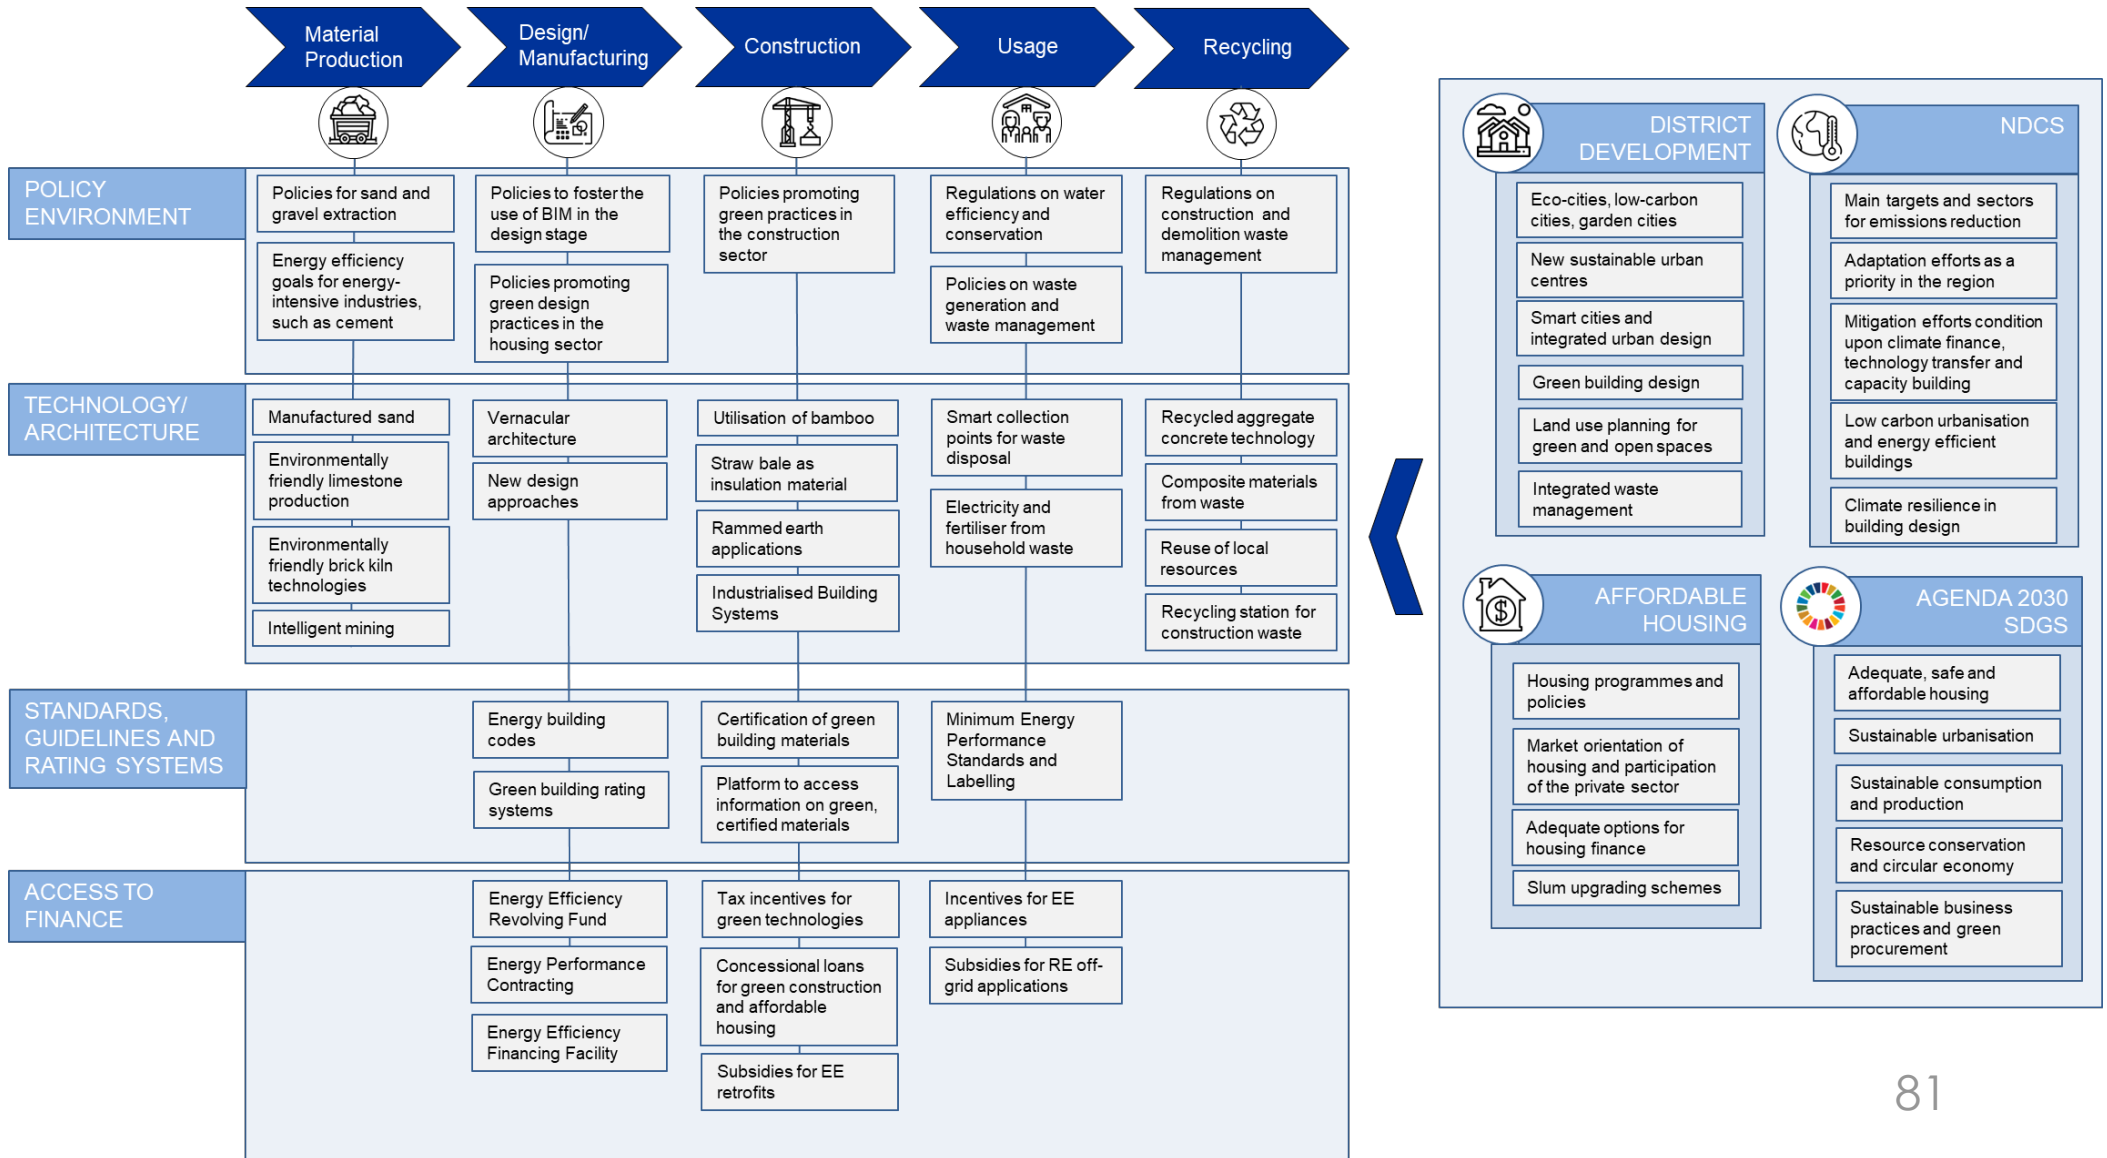 Material
Production
Design/
Manufacturing
Construction
Usage
Recycling
POLICY
ENVIRONMENT
Policies for sand and
gravel extraction
Energy efficiency
goals for energy-
intensive industries,
such as cement
Policies to foster the
use of BIM in the
design stage
Policies promoting
green design
practices in the
housing sector
Policies promoting
green practices in
the construction
sector
Regulations on water
efficiency and
conservation
Policies on waste
generation and
waste management
Regulations on
construction and
demolition waste
management
TECHNOLOGY/
ARCHITECTURE
Manufactured sand
Environmentally
friendly limestone
production
Environmentally
friendly brick kiln
technologies
Intelligent mining
Vernacular
architecture
New design
approaches
Utilisation of bamboo
Straw bale as
insulation material
Rammed earth
applications
Industrialised Building
Systems
Smart collection
points for waste
disposal
Electricity and
fertiliser from
household waste
Recycled aggregate
concrete technology
Composite materials
from waste
Reuse of local
resources
Recycling station for
construction waste
STANDARDS,
GUIDELINES AND
RATING SYSTEMS
Energy building
codes
Green building rating
systems
Certification of green
building materials
Platform to access
information on green,
certified materials
Minimum Energy
Performance
Standards and
Labelling
ACCESS TO
FINANCE
Energy Efficiency
Revolving Fund
Energy Performance
Contracting
Energy Efficiency
Financing Facility
Tax incentives for
green technologies
Concessional loans
for green construction
and affordable
housing
Subsidies for EE
retrofits
Incentives for EE
appliances
Subsidies for RE off-
grid applications
DISTRICT
DEVELOPMENT
Eco-cities, low-carbon
cities, garden cities
New sustainable urban
centres
Smart cities and
integrated urban design
Green building design
Land use planning for
green and open spaces
Integrated waste
management
NDCS
Main targets and sectors
for emissions reduction
Adaptation efforts as a
priority in the region
Mitigation efforts condition
upon climate finance,
technology transfer and
capacity building
Low carbon urbanisation
and energy efficient
buildings
Climate resilience in
building design
AFFORDABLE
HOUSING
Housing programmes and
policies
Market orientation of
housing and participation
of the private sector
Adequate options for
housing finance
Slum upgrading schemes
AGENDA 2030
SDGS
Adequate, safe and
affordable housing
Sustainable urbanisation
Sustainable consumption
and production
Resource conservation
and circular economy
Sustainable business
practices and green
procurement
81